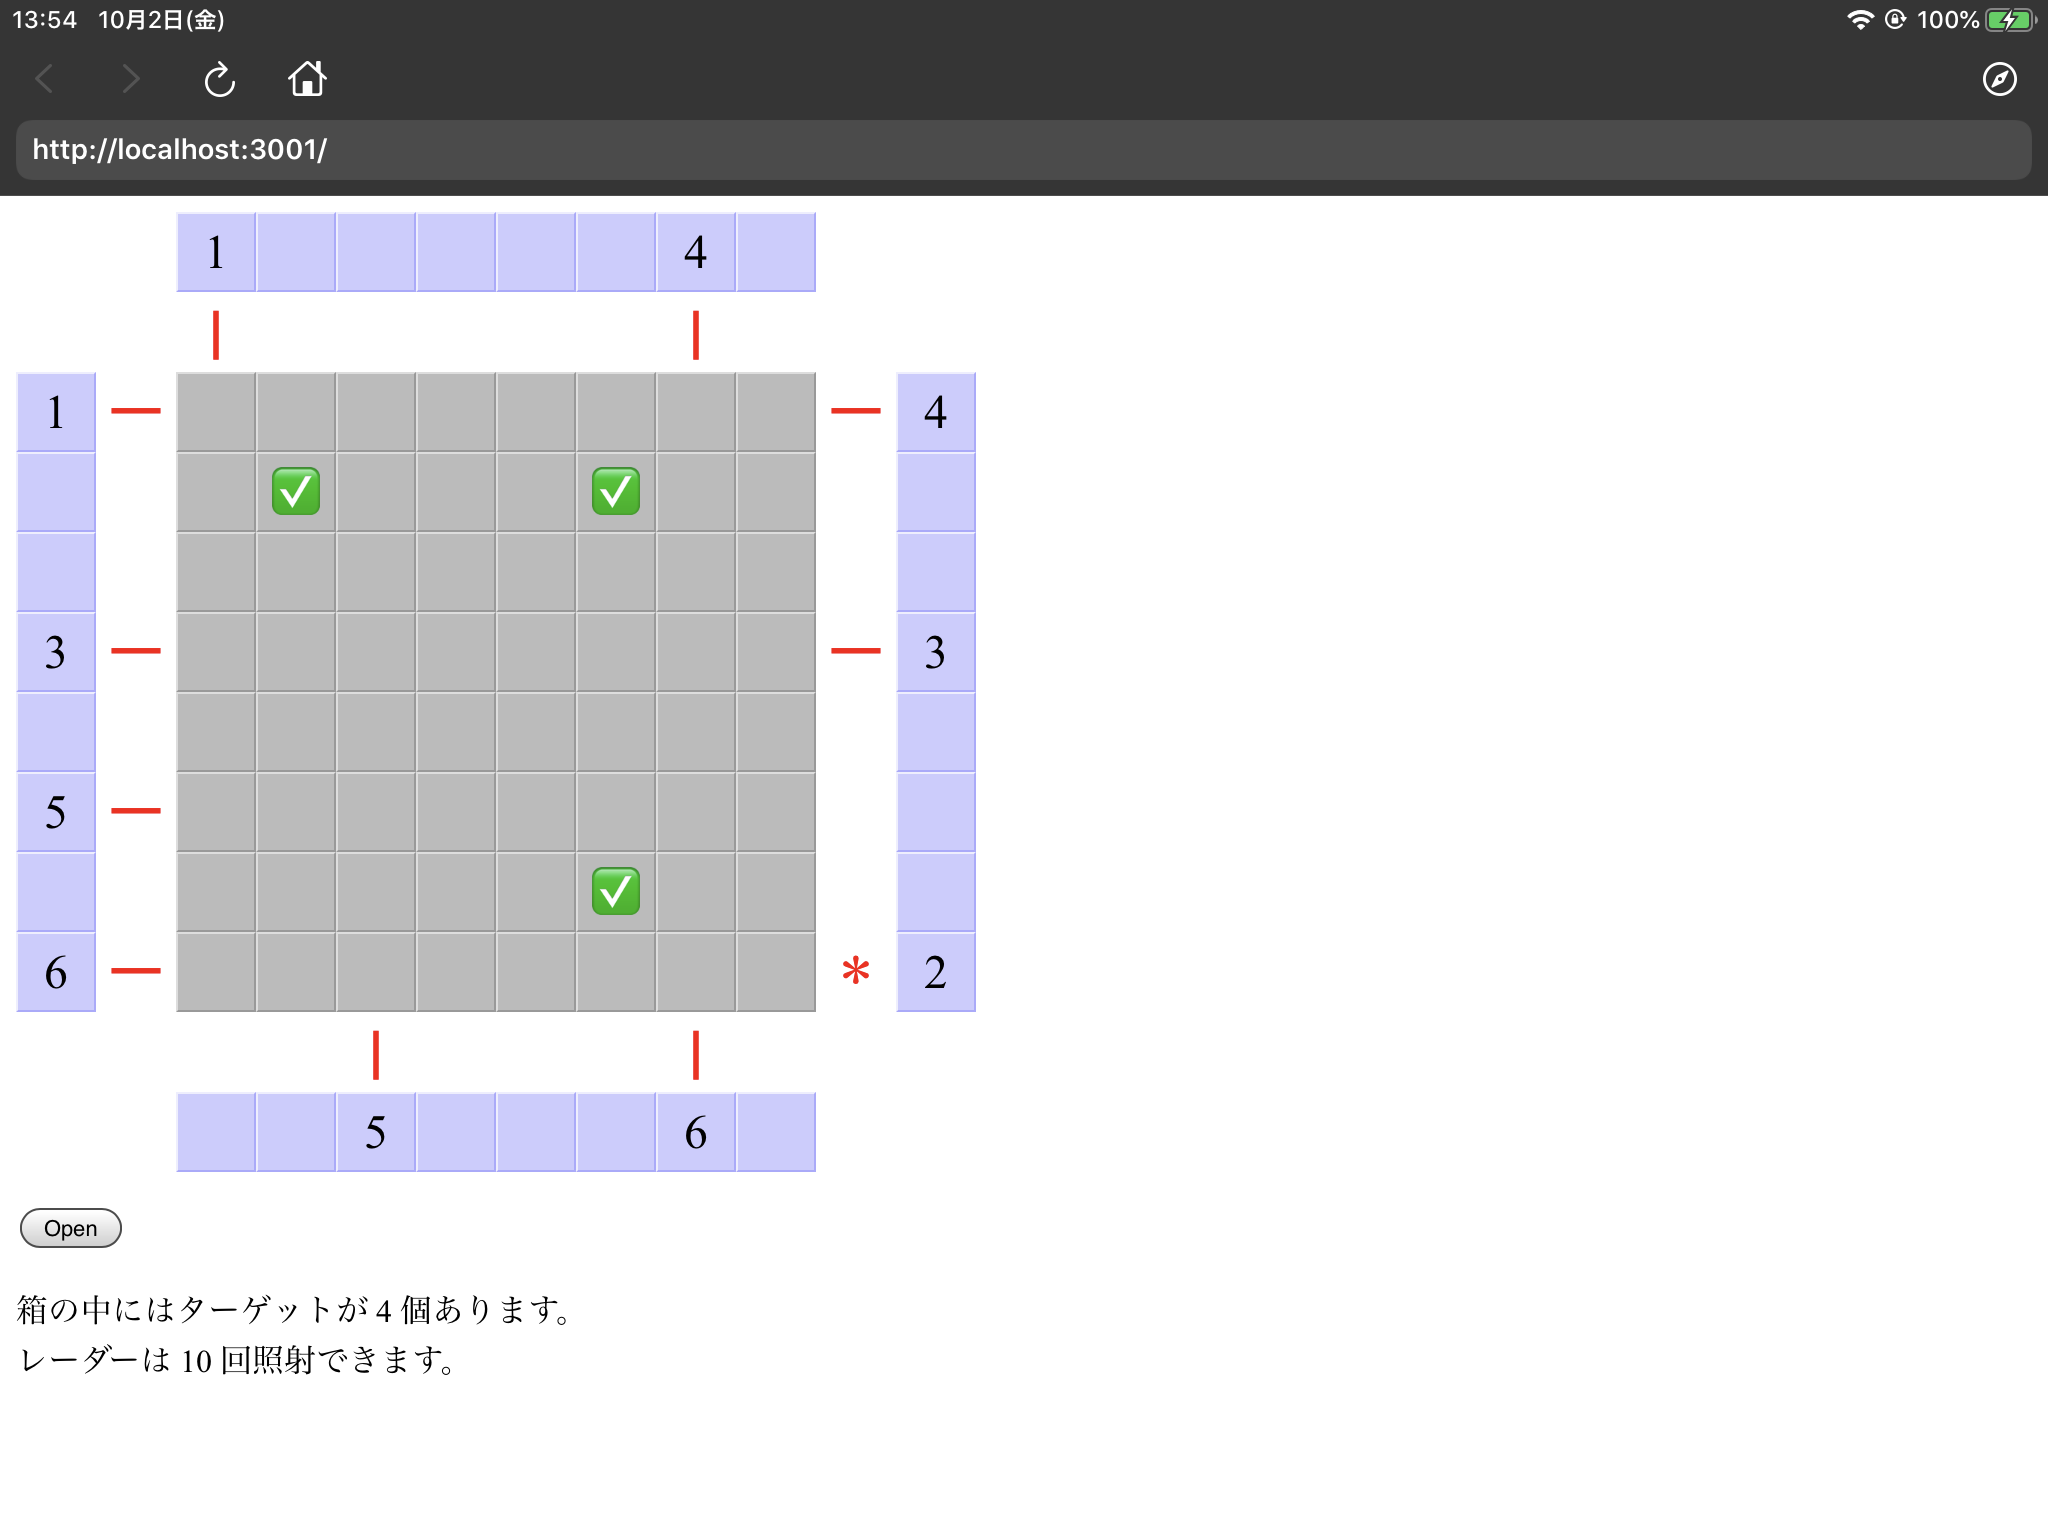 13:54 10月2日(金) 100%
http://localhost:3001/
1 4
1 4
3 3
5
6 * 2
5 6
Open
箱の中にはターゲットが 4 個あります。
レーダーは 10 回照射できます。